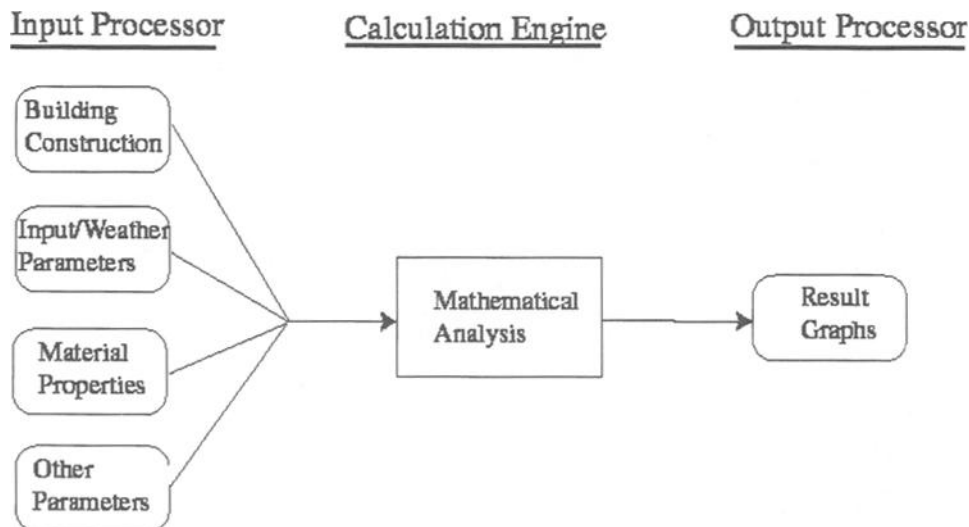 Input Processor
Calculation Engine
Output Processor
Building
Construction
Input/Weather
Parameters
Material
Properties
Other
Parameters
Mathematical
Analysis
Result
Graphs